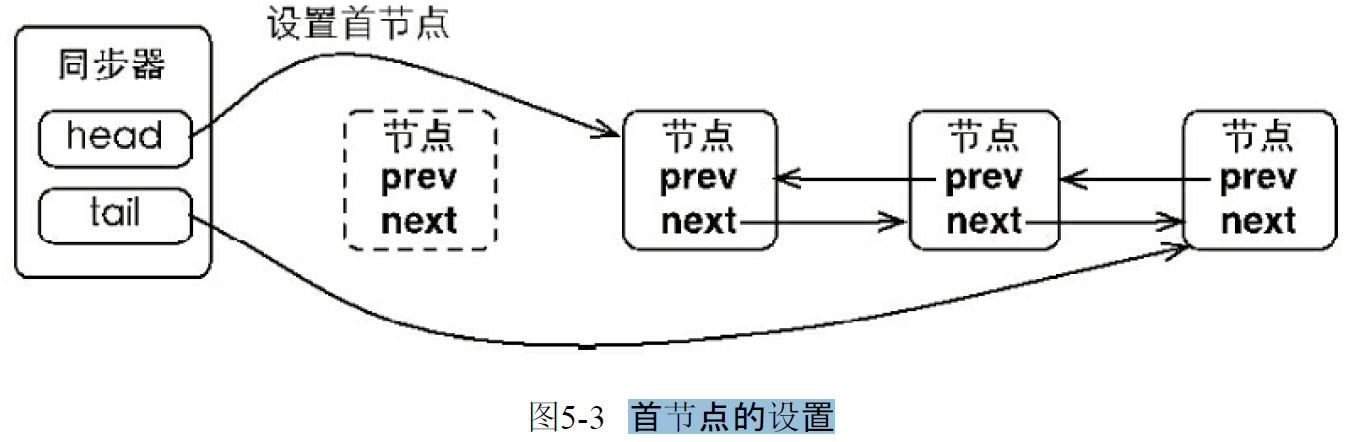 设置首节点
同步器
head
tail
节点
prev
next
节点
prev
next
节点
prev
next
节点
prev
next
图5-3 首节点的设置